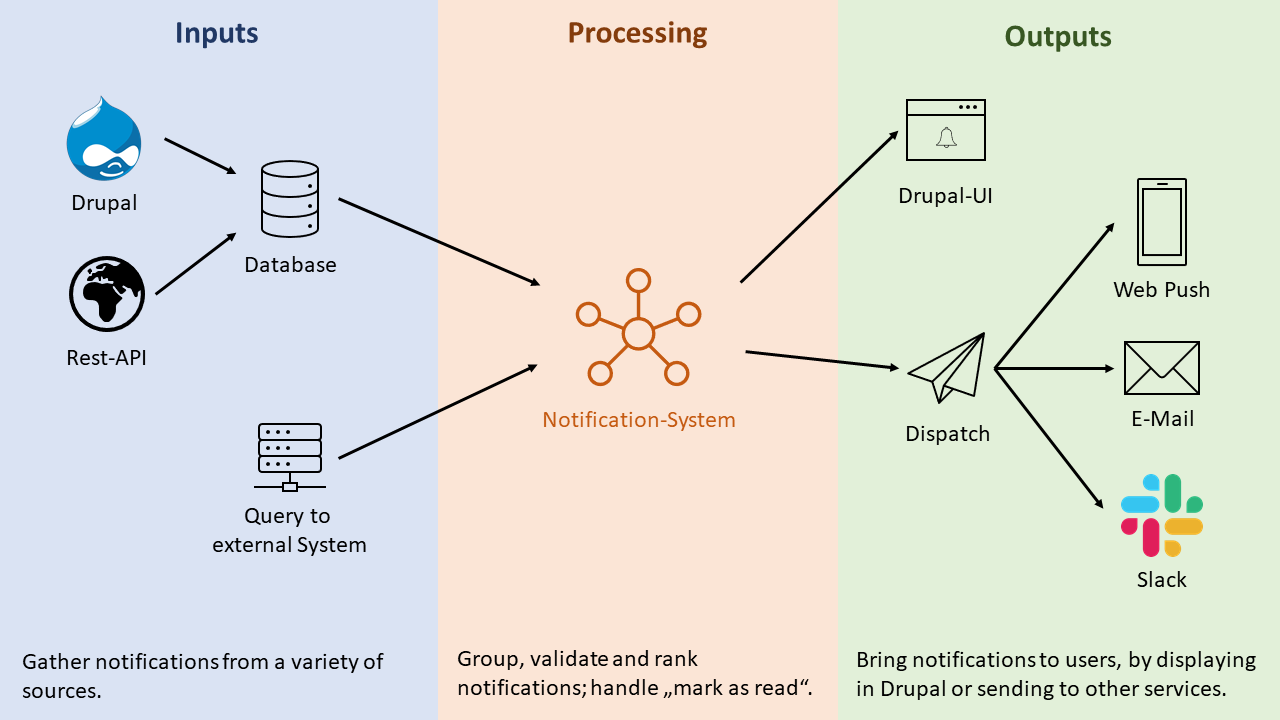 Inputs
Processing
Outputs
Drupal
Database
Rest-API
Query to
external System
Gather notifications from a variety of
sources.
Notification-System
Group, validate and rank
notifications; handle „mark as read“.
Drupal-UI
Web Push
Dispatch
E-Mail
Slack
Bring notifications to users, by displaying
in Drupal or sending to other services.